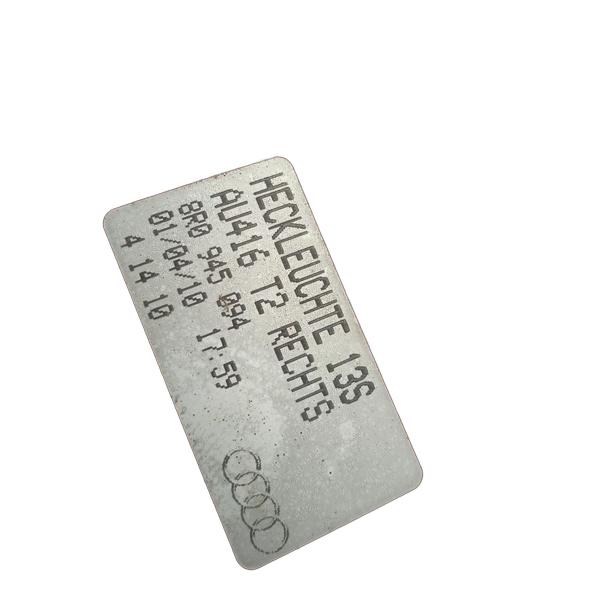 HECKLEUCHTE 13S
AU416 T2 RECHTS
8R0 945 094
01/04/10 17:59
4 14 10